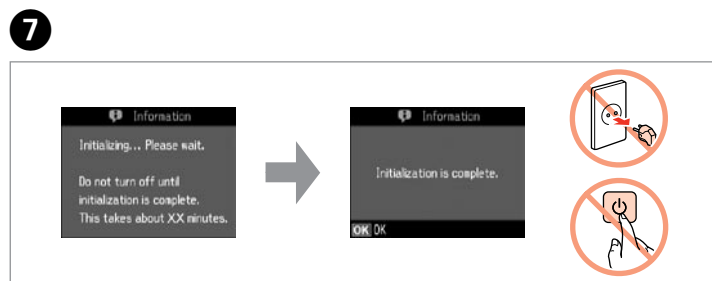 7
Information
Initializing... Please wait.
Do not turn off until
initialization is complete.
This takes about XX minutes.
Information
Initialization is complete.
OK OK